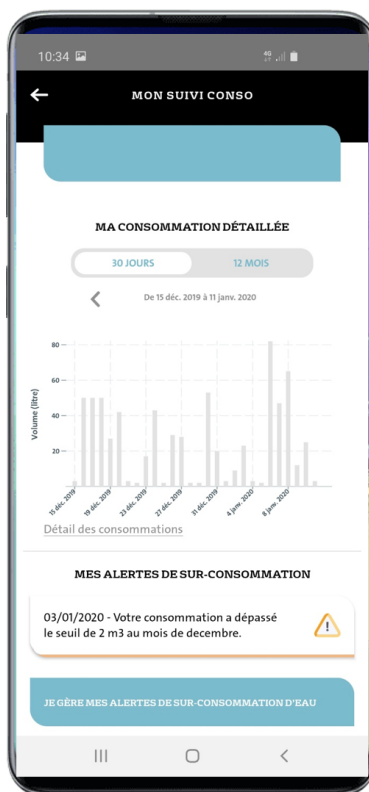 10:34
4G
MON SUIVI CONSO
MA CONSOMMATION DÉTAILLÉE
30 JOURS
12 MOIS
De 15 déc. 2019 à 11 janv. 2020
Volume (litre)
80
60
40
20
15 déc. 2019
19 déc. 2019
23 déc. 2019
27 déc. 2019
31 déc. 2019
4 janv. 2020
8 janv. 2020
Détail des consommations
MES ALERTES DE SUR-CONSOMMATION
03/01/2020 - Votre consommation a dépassé
le seuil de 2 m3 au mois de decembre.
JE GÈRE MES ALERTES DE SUR-CONSOMMATION D'EAU